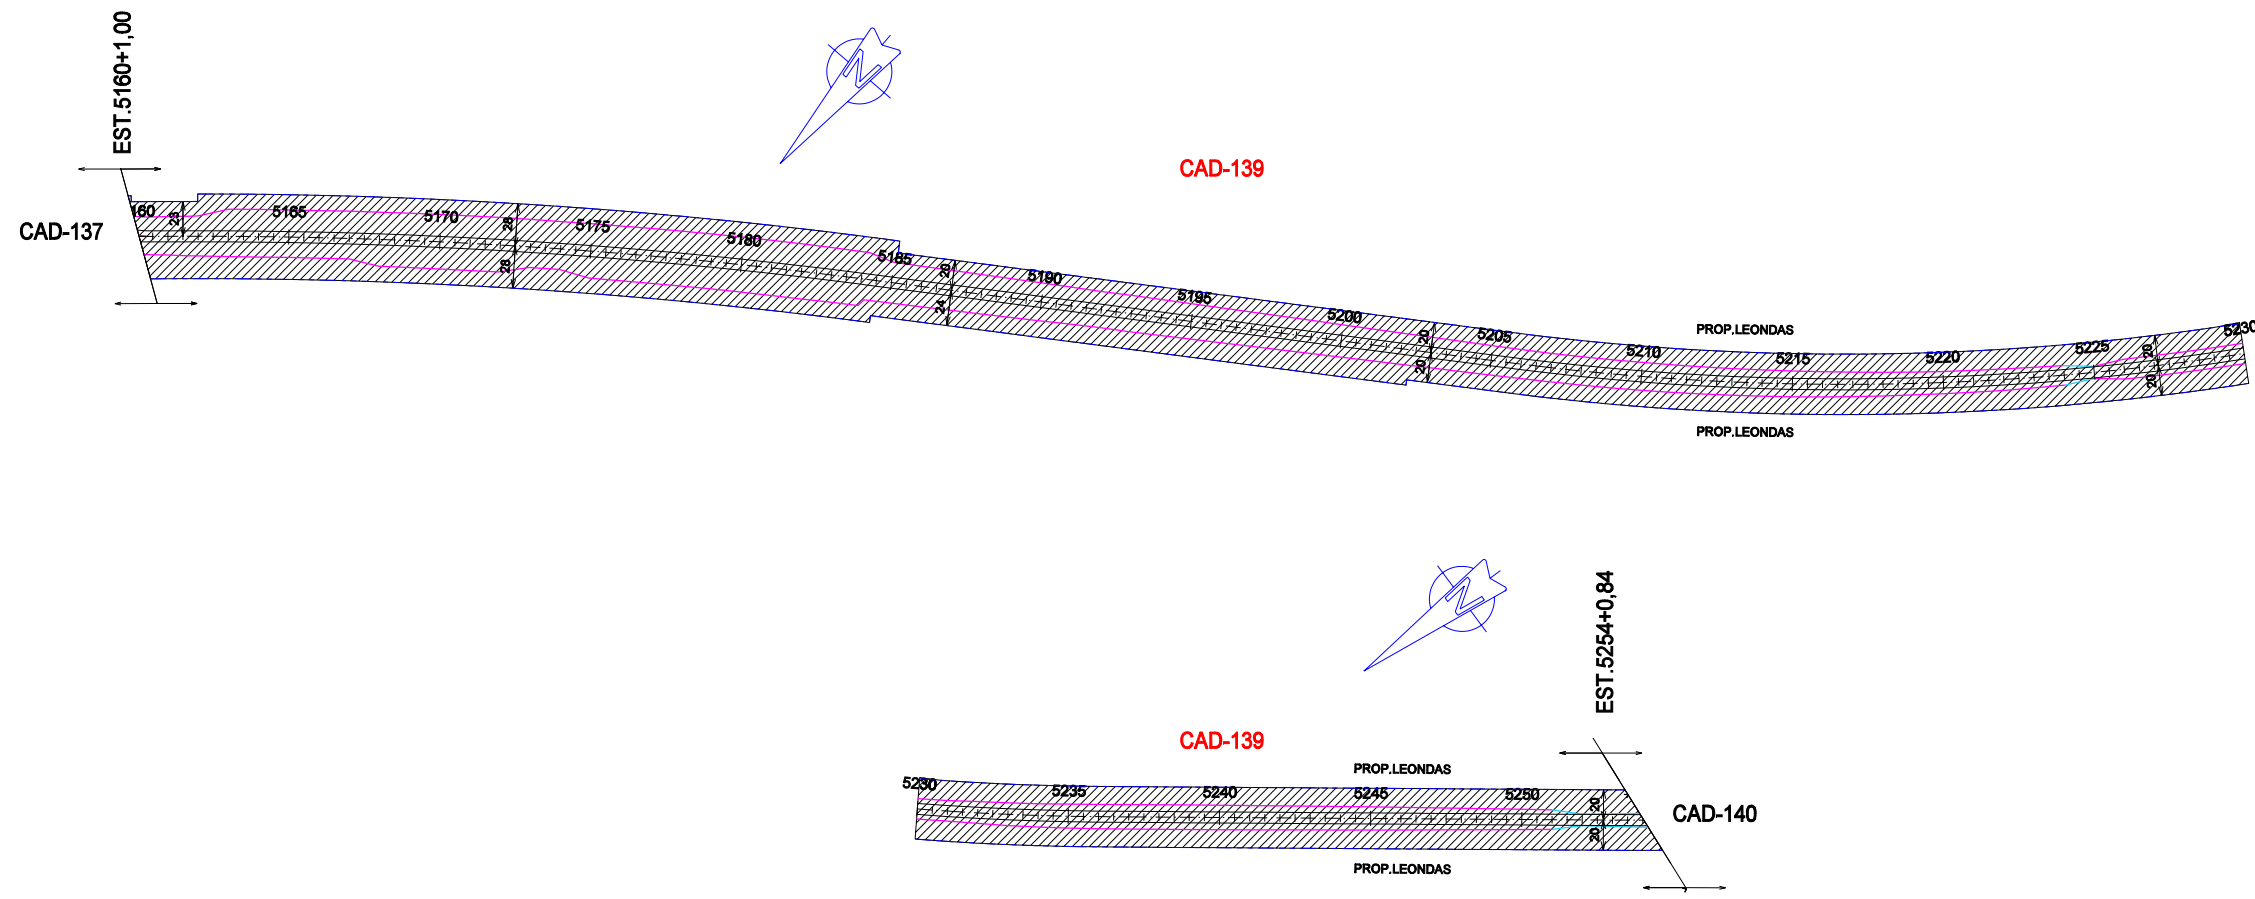 EST.5160+1,00
N
CAD-139
CAD-137
160
23
5165
5170
28
28
5175
5180
5185
20
24
5190
5195
5200
20
20
5205
5210
PROP.LEONDAS
5215
5220
5225
20
20
5230
PROP.LEONDAS
N
EST.5254+0,84
CAD-139
PROP.LEONDAS
5230
5235
5240
5245
5250
20
20
CAD-140
PROP.LEONDAS